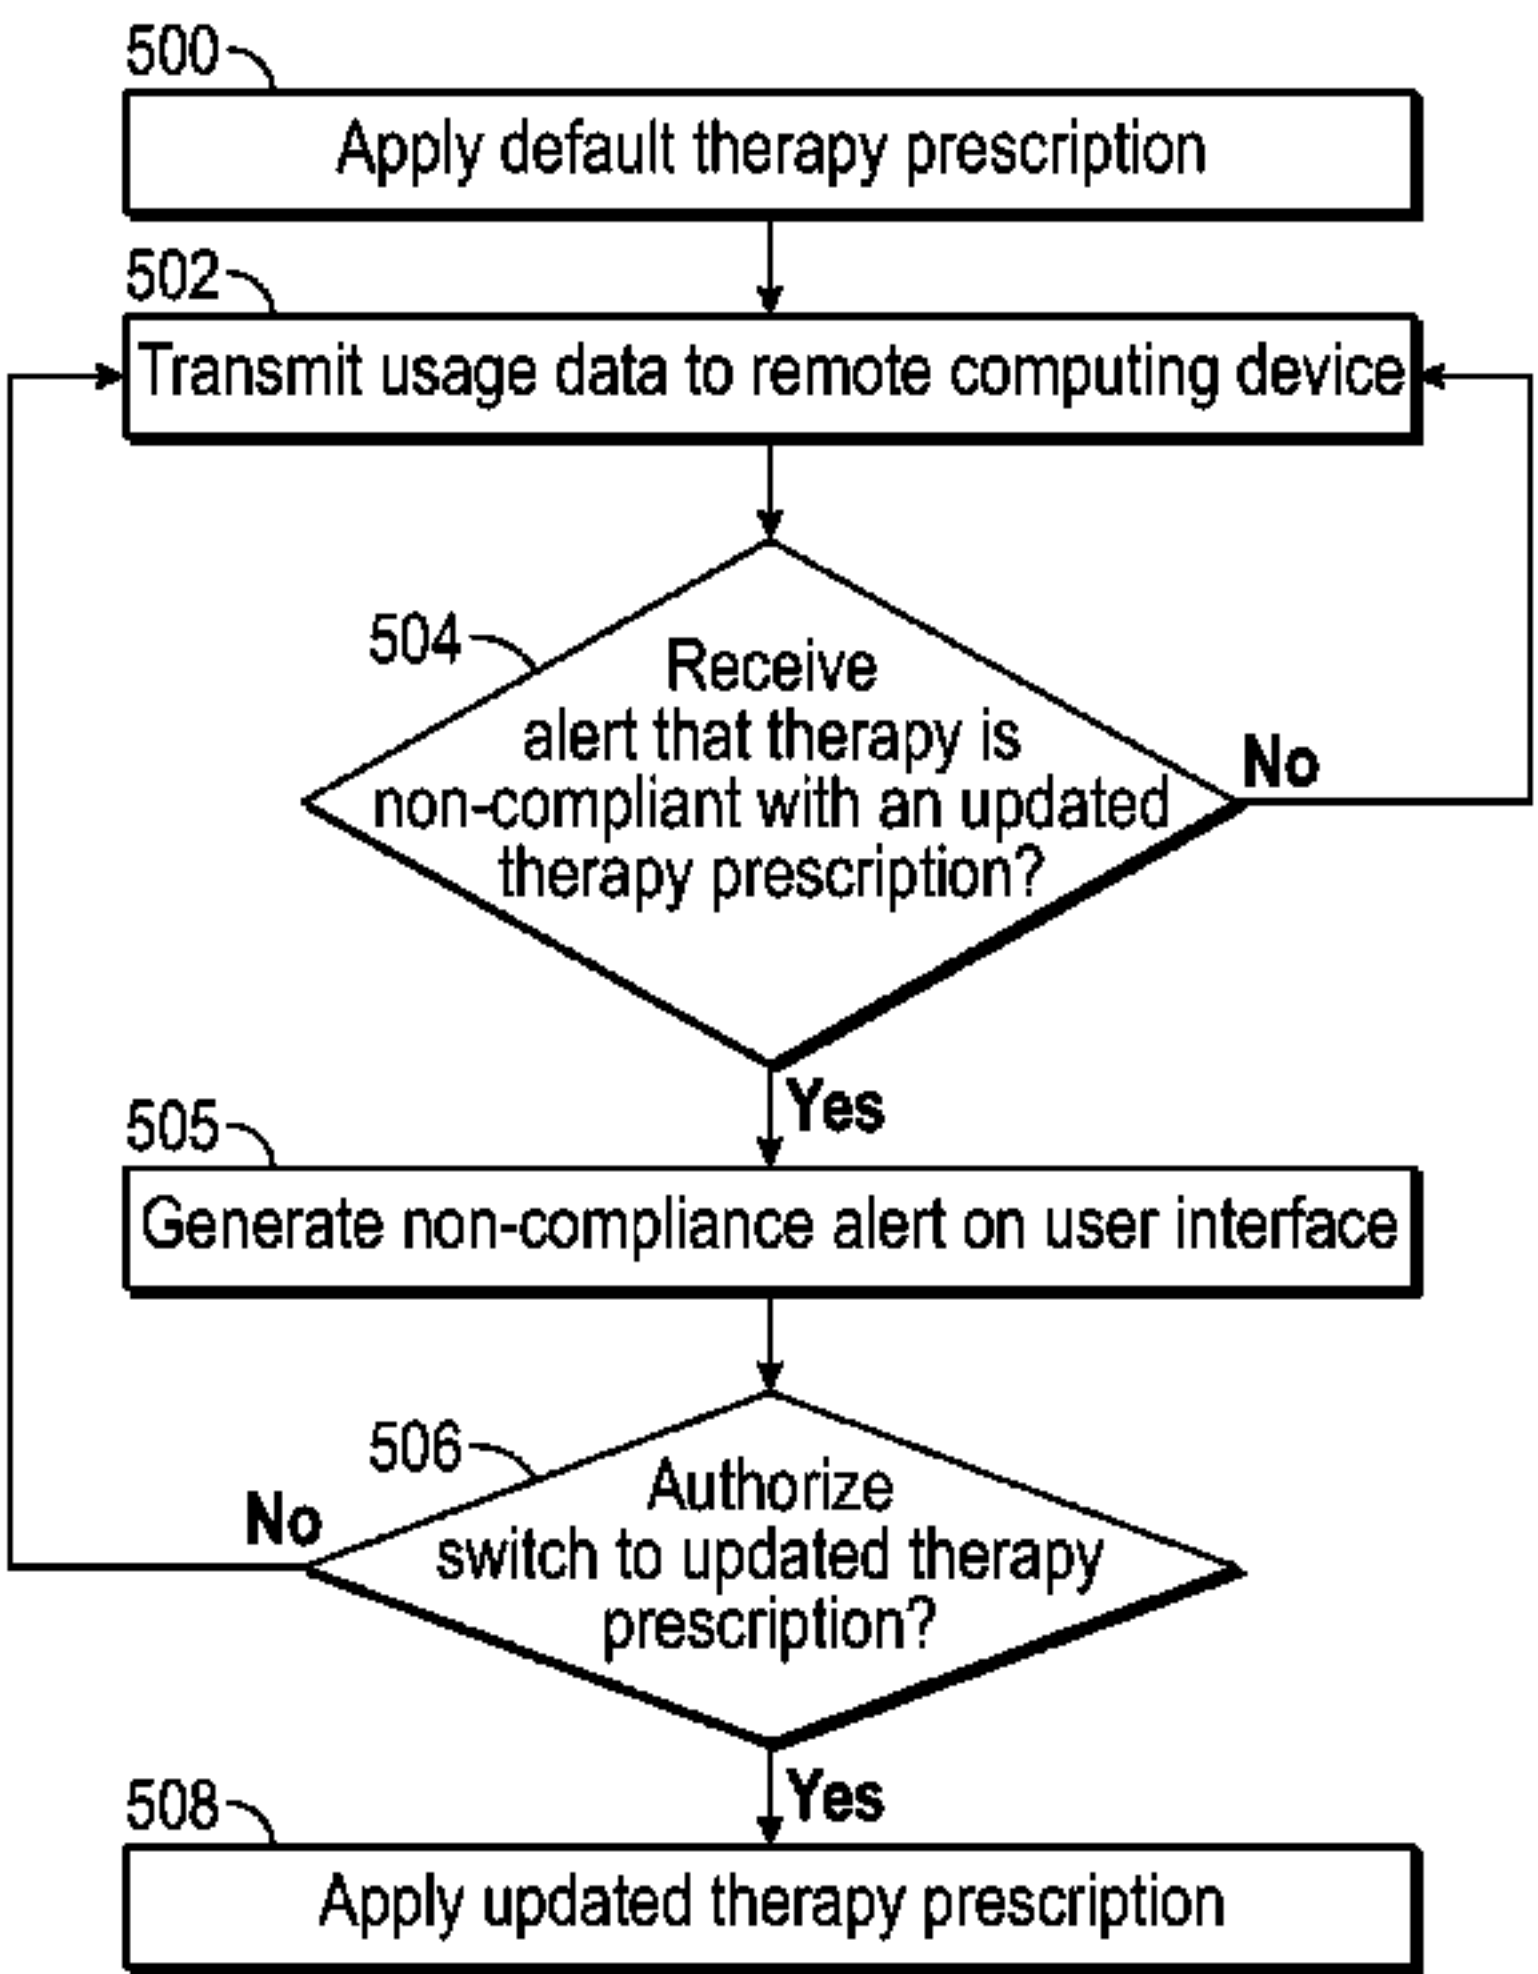 500
Apply default therapy prescription
502
Transmit usage data to remote computing device
504
Receive
alert that therapy is
non-compliant with an updated
therapy prescription?
No
Yes
505
Generate non-compliance alert on user interface
506
Authorize
switch to updated therapy
prescription?
No
Yes
508
Apply updated therapy prescription